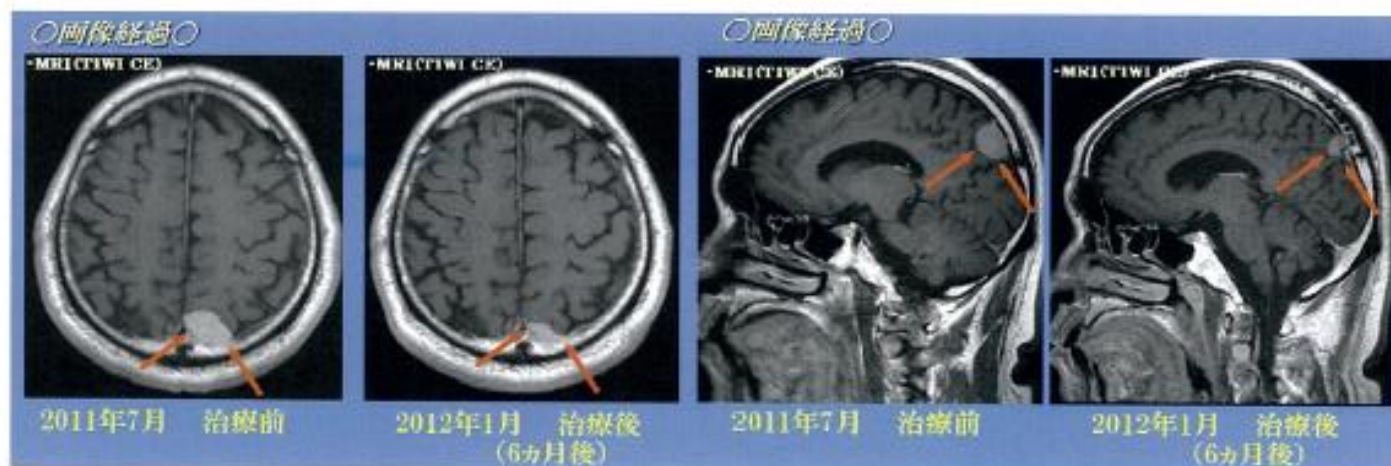 ○画像経過○
○画像経過○
-MRI(T1WI CE)
-MRI(T1WI CE)
-MRI(T1WI CE)
-MRI(T1WI CE)
2011年7月 治療前
2012年1月 治療後
(6ヵ月後)
2011年7月 治療前
2012年1月 治療後
(6ヵ月後)